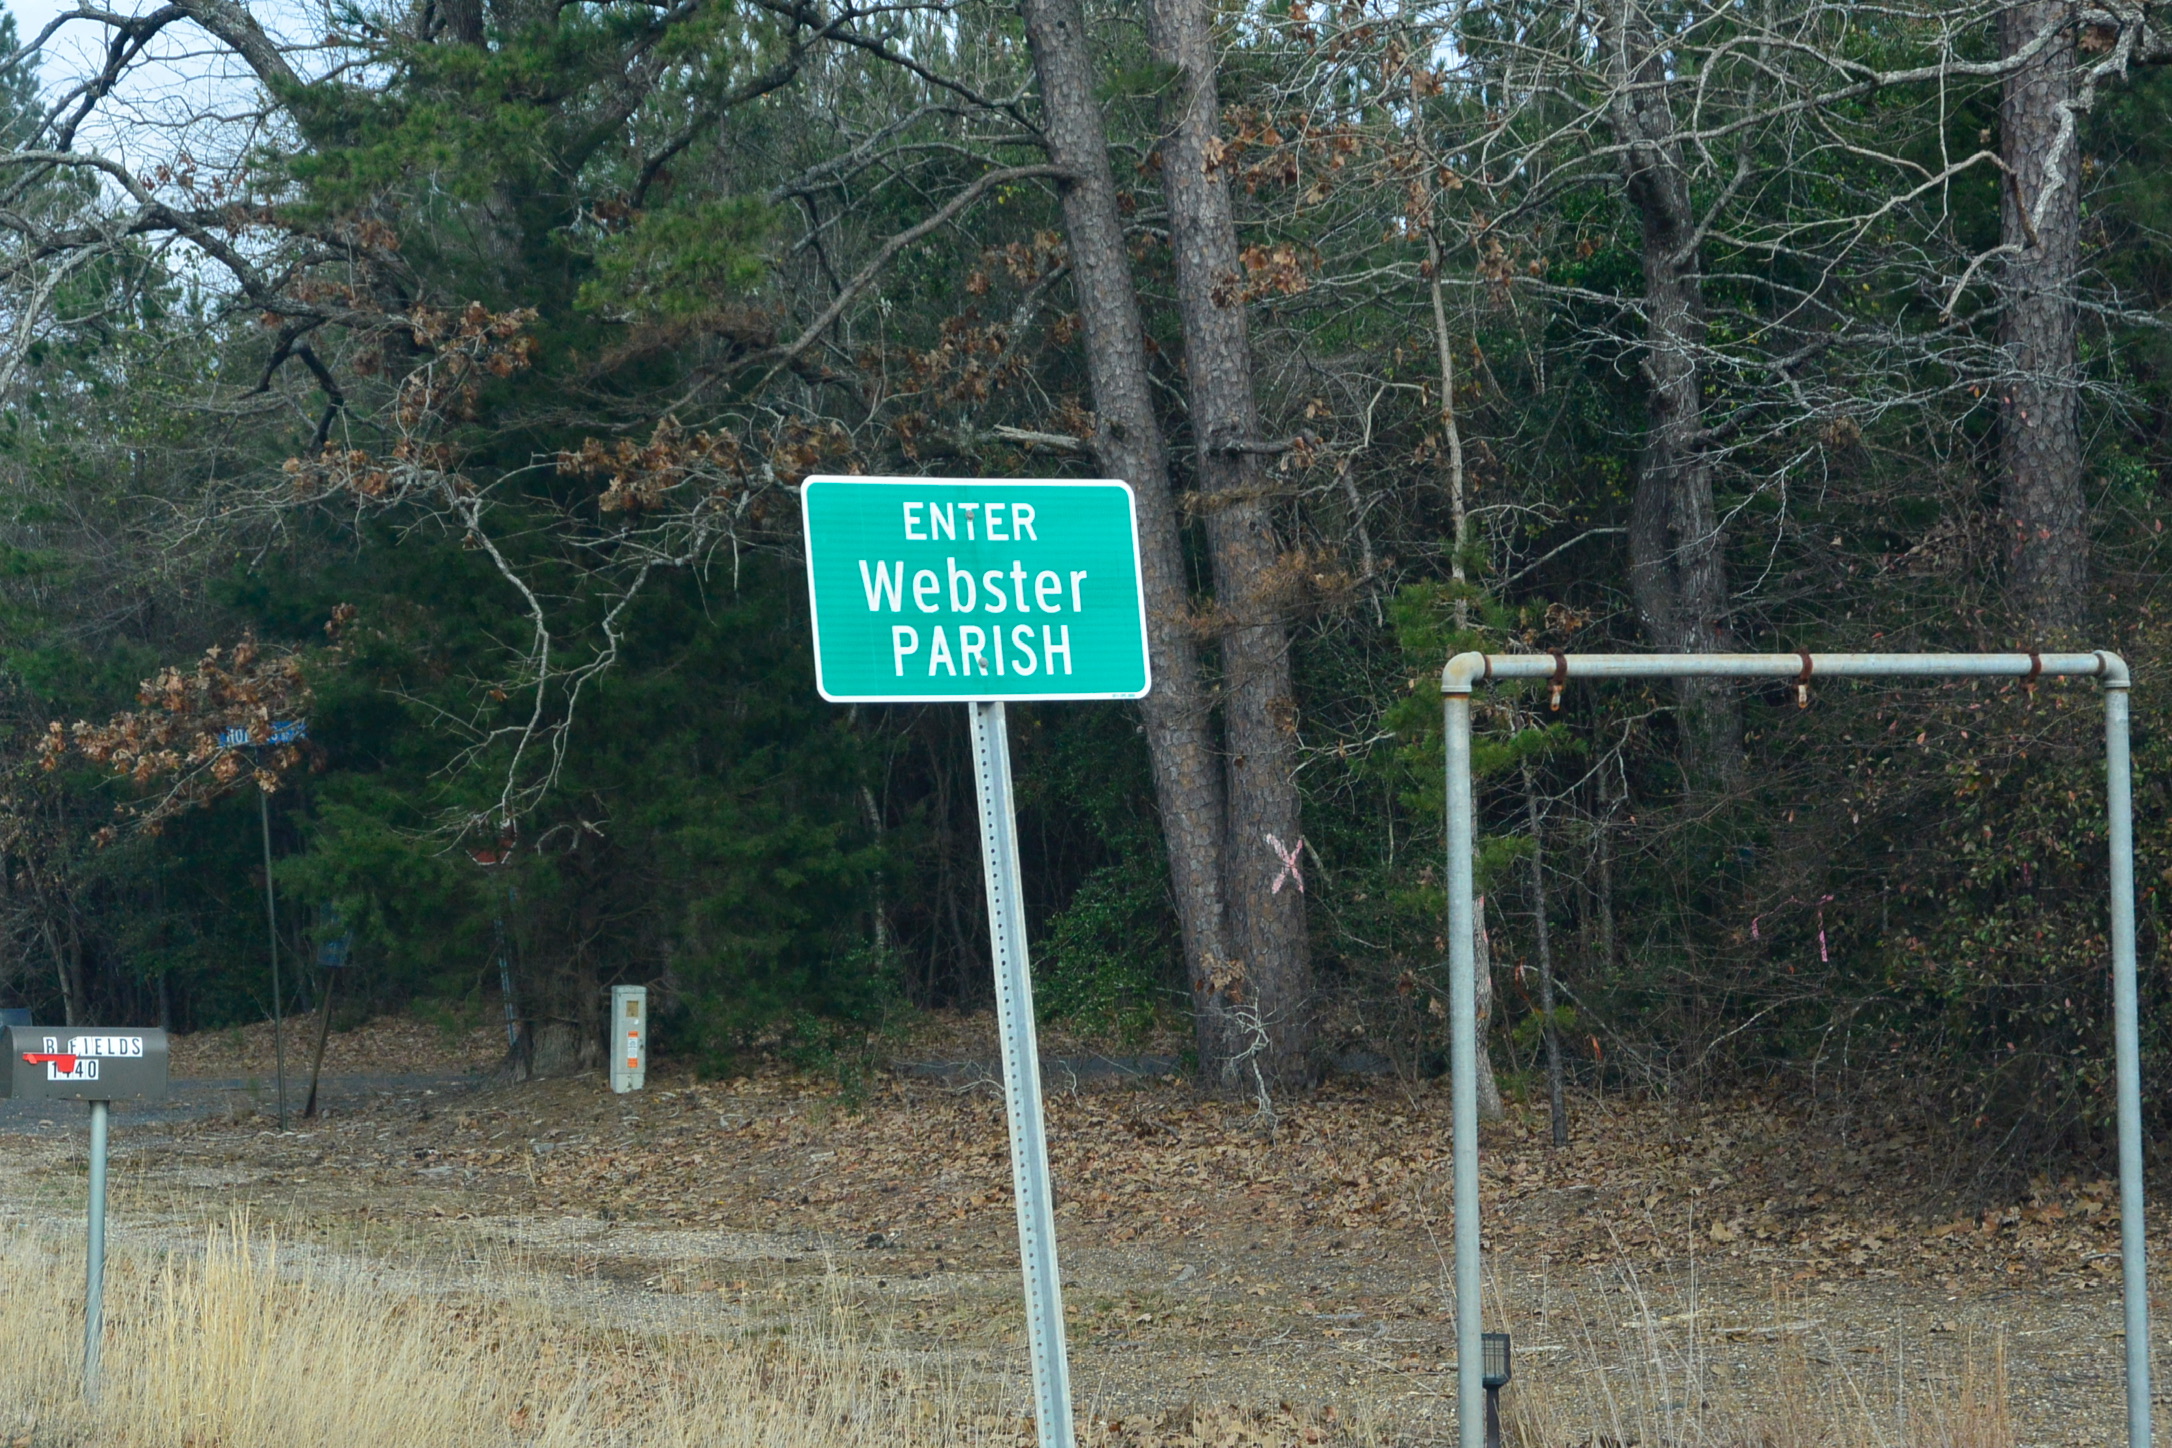 ENTER
Webster
PARISH
B FIELDS
1440